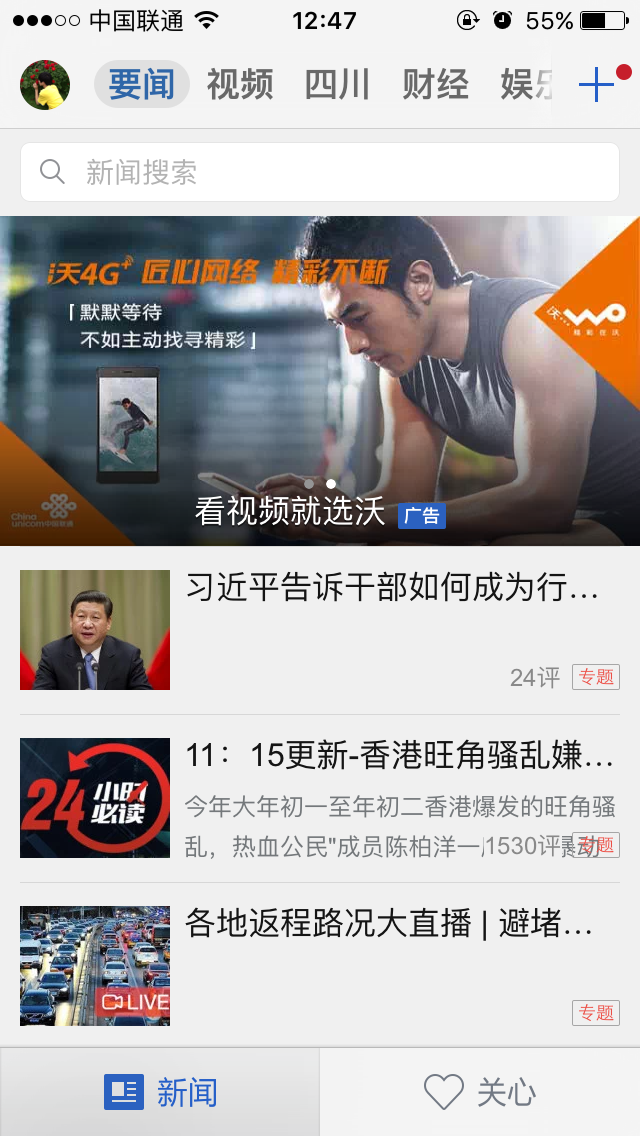 中国联通 12:47 55%
要闻 视频 四川 财经 娱乐
新闻搜索
沃4G+ 匠心网络 精彩不断
「默默等待
不如主动找寻精彩」
沃 WO
精彩在沃
China
unicom中国联通
看视频就选沃 广告
习近平告诉干部如何成为行…
24评 专题
11：15更新-香港旺角骚乱嫌…
24小时
必读
今年大年初一至年初二香港爆发的旺角骚
乱，热血公民"成员陈柏洋一 1530评 动 专题
各地返程路况大直播 | 避堵…
LIVE
专题
新闻 关心